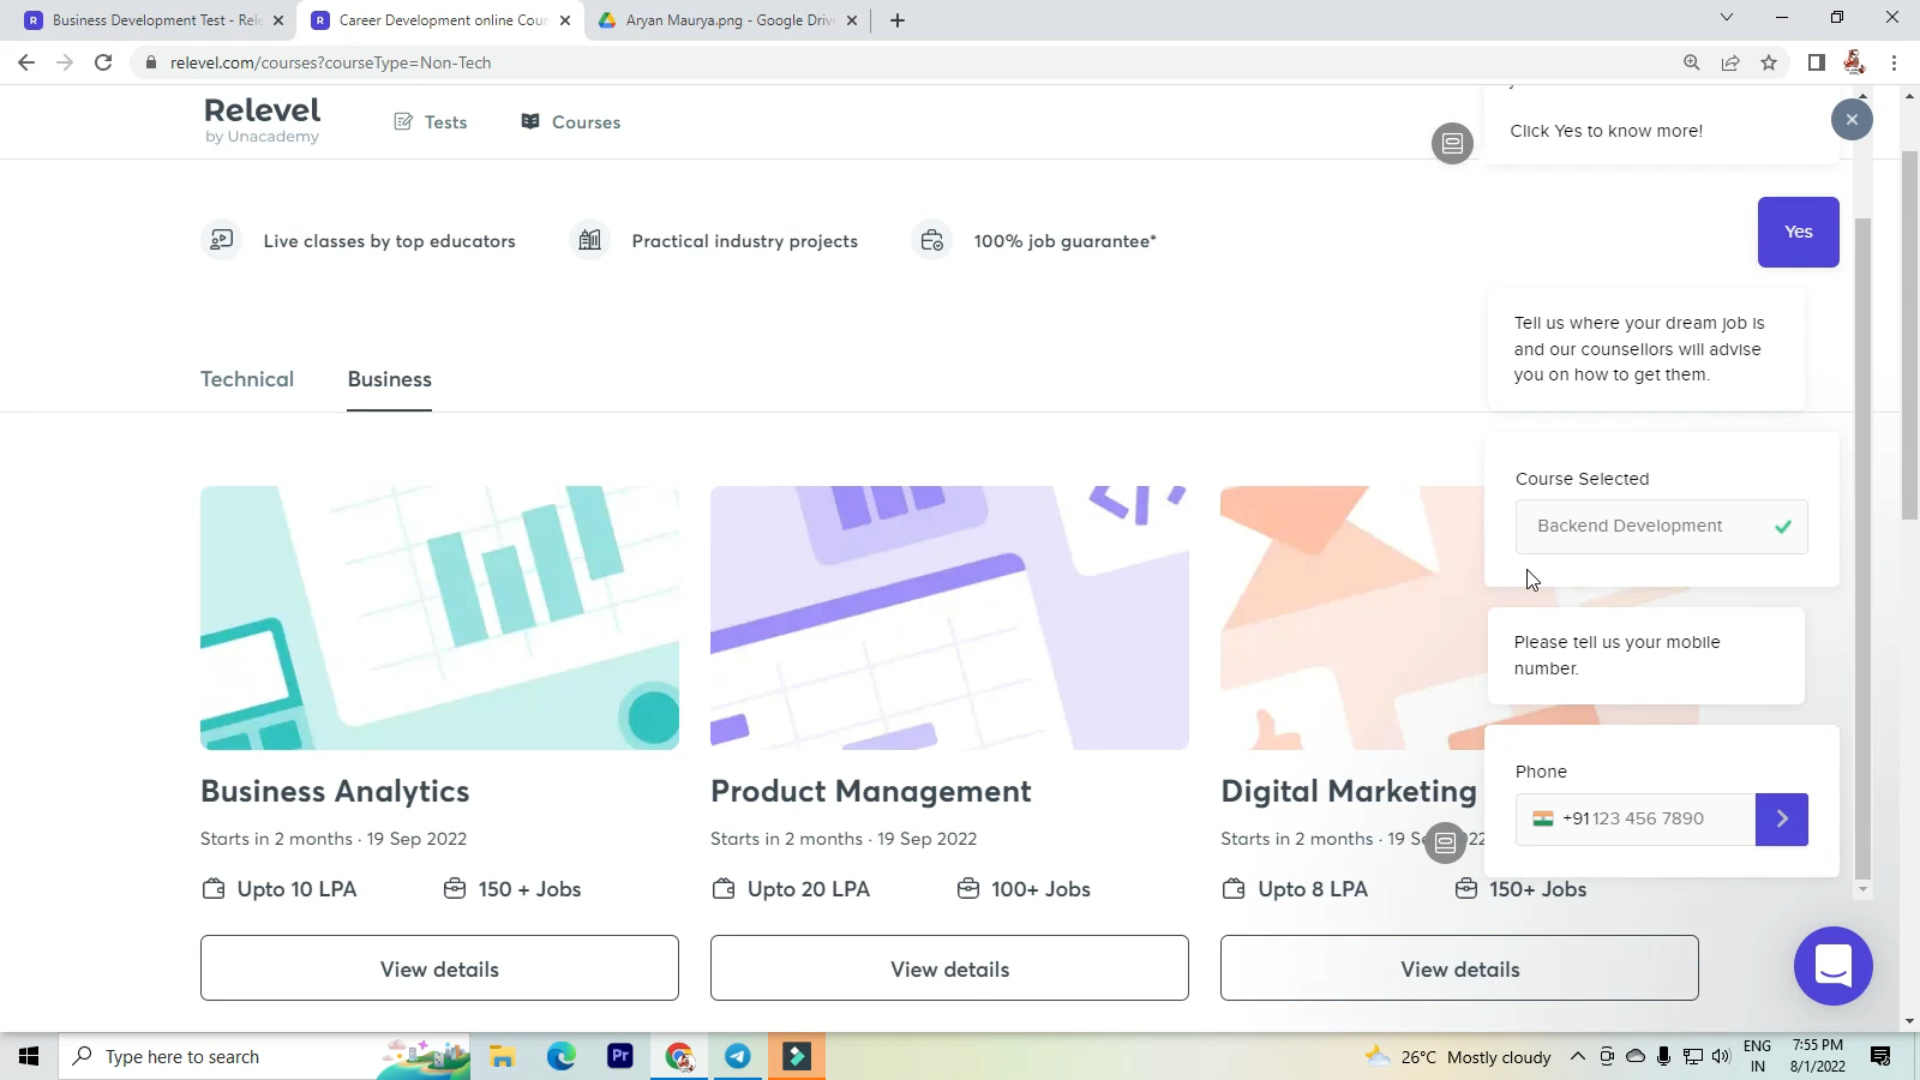 Business Development Test - Rel
Career Development online Cour
Aryan Maurya.png - Google Driv
relevel.com/courses?courseType=Non-Tech
Relevel
by Unacademy
Tests
Courses
Click Yes to know more!
Live classes by top educators
Practical industry projects
100% job guarantee*
Yes
Tell us where your dream job is
and our counsellors will advise
you on how to get them.
Technical
Business
Course Selected
Backend Development
Please tell us your mobile
number.
Phone
+91 123 456 7890
Business Analytics
Product Management
Digital Marketing
Starts in 2 months · 19 Sep 2022
Starts in 2 months · 19 Sep 2022
Starts in 2 months · 19 Se 22
Upto 10 LPA
150 + Jobs
Upto 20 LPA
100+ Jobs
Upto 8 LPA
150+ Jobs
View details
View details
View details
Type here to search
Pr
26°C Mostly cloudy
ENG
IN
7:55 PM
8/1/2022